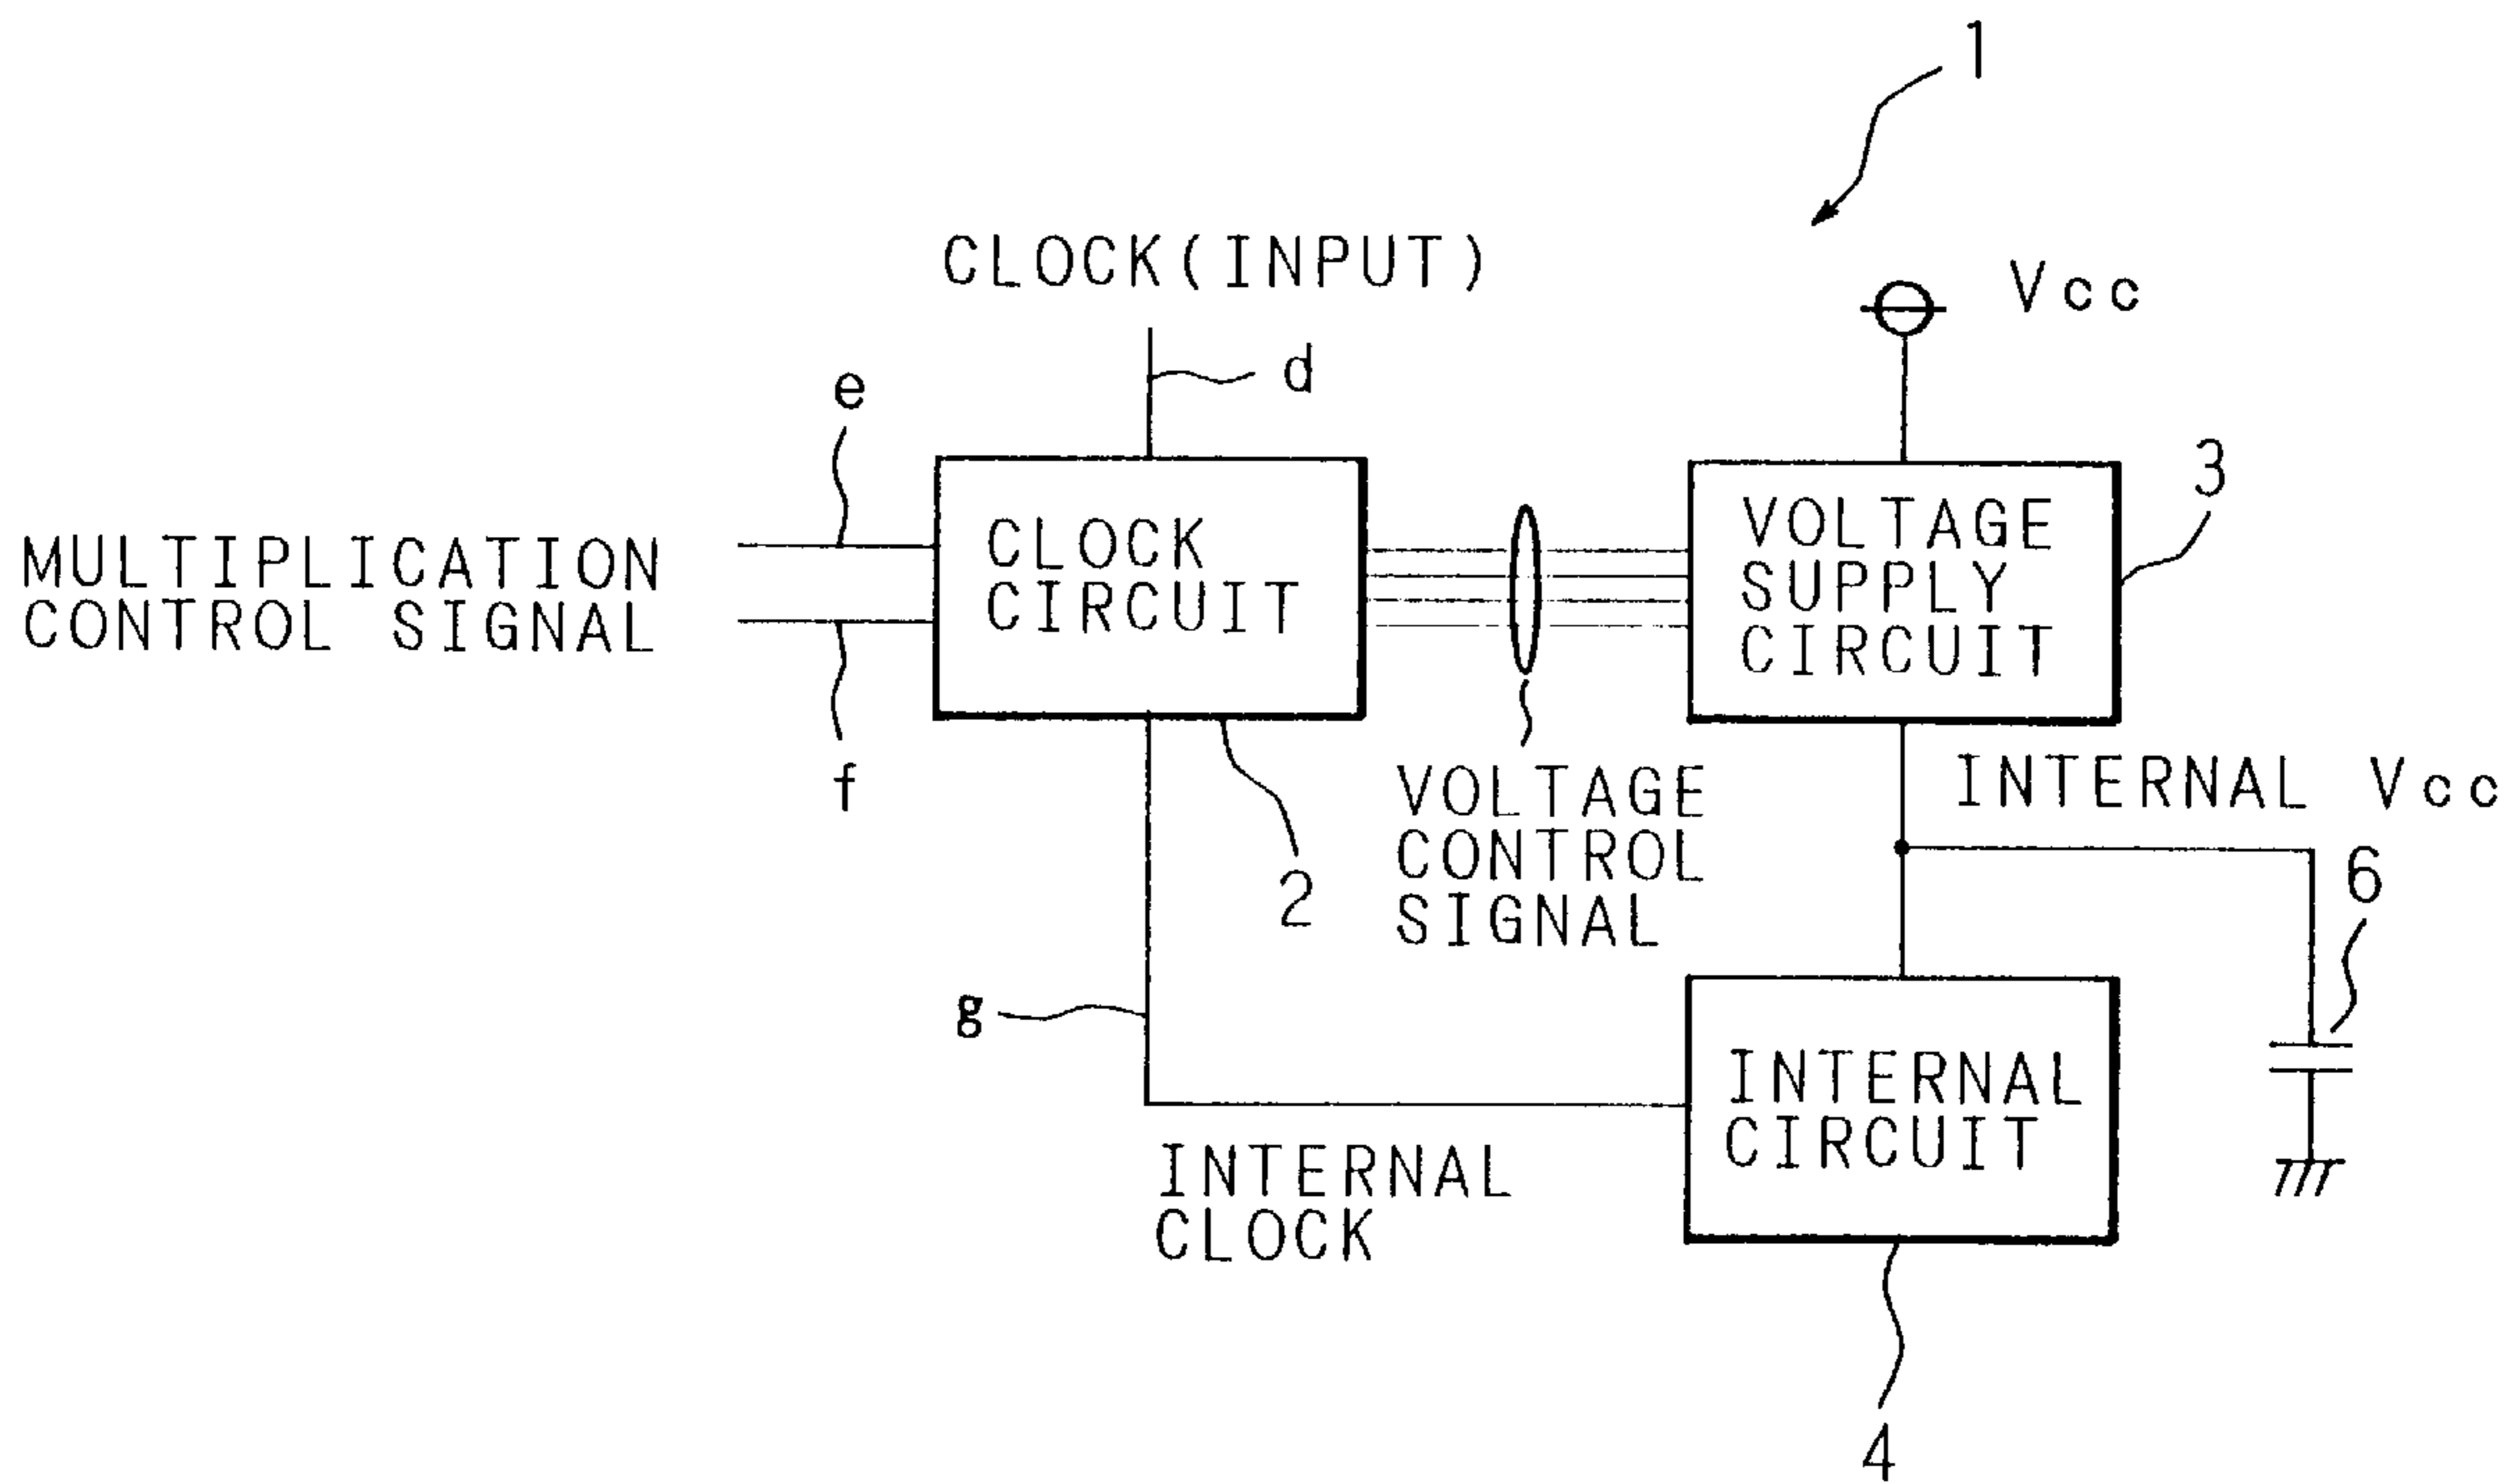 1
CLOCK(INPUT)
Vcc
d
e
3
MULTIPLICATION
CONTROL SIGNAL
CLOCK
CIRCUIT
VOLTAGE
SUPPLY
CIRCUIT
f
2
VOLTAGE
CONTROL
SIGNAL
INTERNAL Vcc
6
g
INTERNAL
CIRCUIT
INTERNAL
CLOCK
4